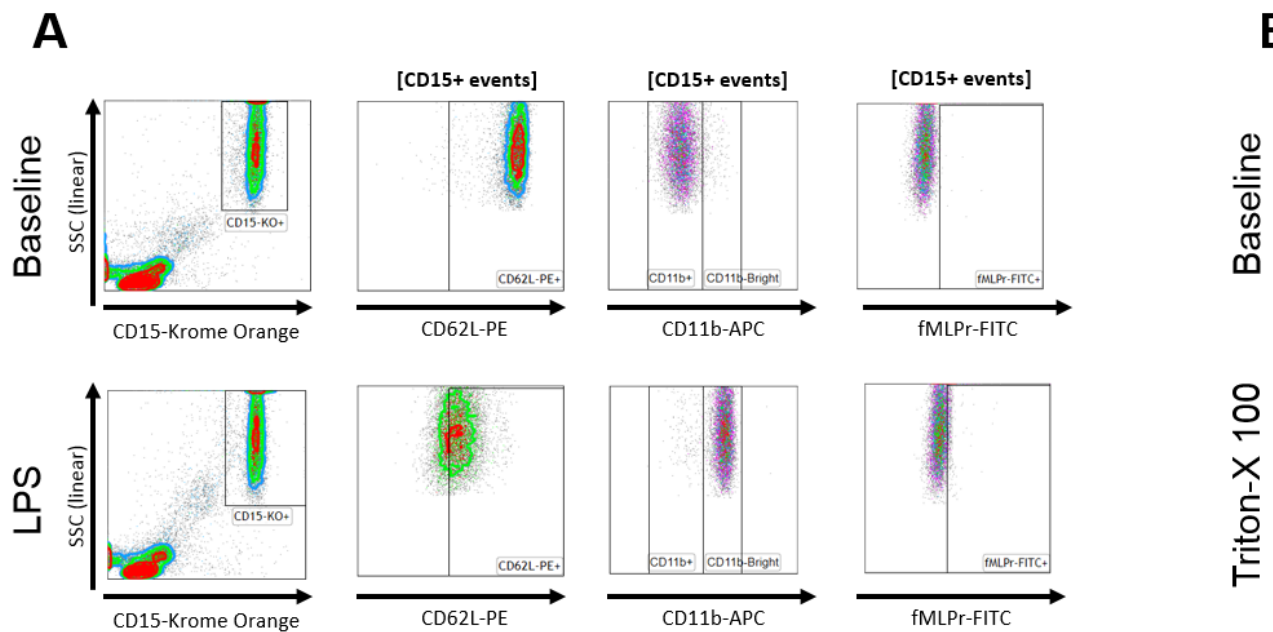 A
[CD15+ events]
[CD15+ events]
[CD15+ events]
Baseline
SSC (linear)
CD15-KO+
CD62L-PE+
CD11b+
CD11b-Bright
fMLPr-FITC+
CD15-Krome Orange
CD62L-PE
CD11b-APC
fMLPr-FITC
Baseline
LPS
SSC (linear)
CD15-KO+
CD62L-PE+
CD11b+
CD11b-Bright
fMLPr-FITC+
CD15-Krome Orange
CD62L-PE
CD11b-APC
fMLPr-FITC
Triton-X 100